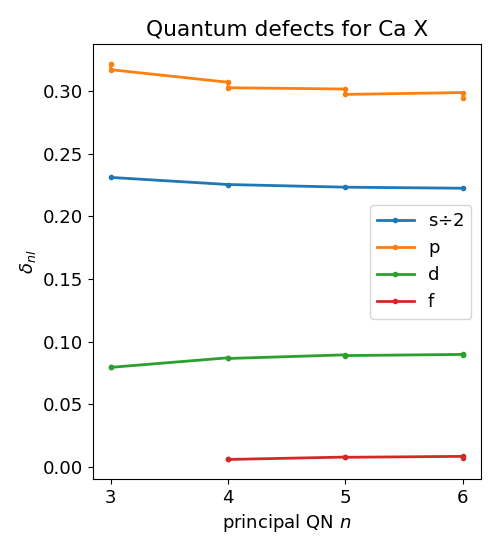 Quantum defects for Ca X
0.30
0.25
0.20
0.15
0.10
0.05
0.00
δnl
s÷2
p
d
f
3 4 5 6
principal QN n